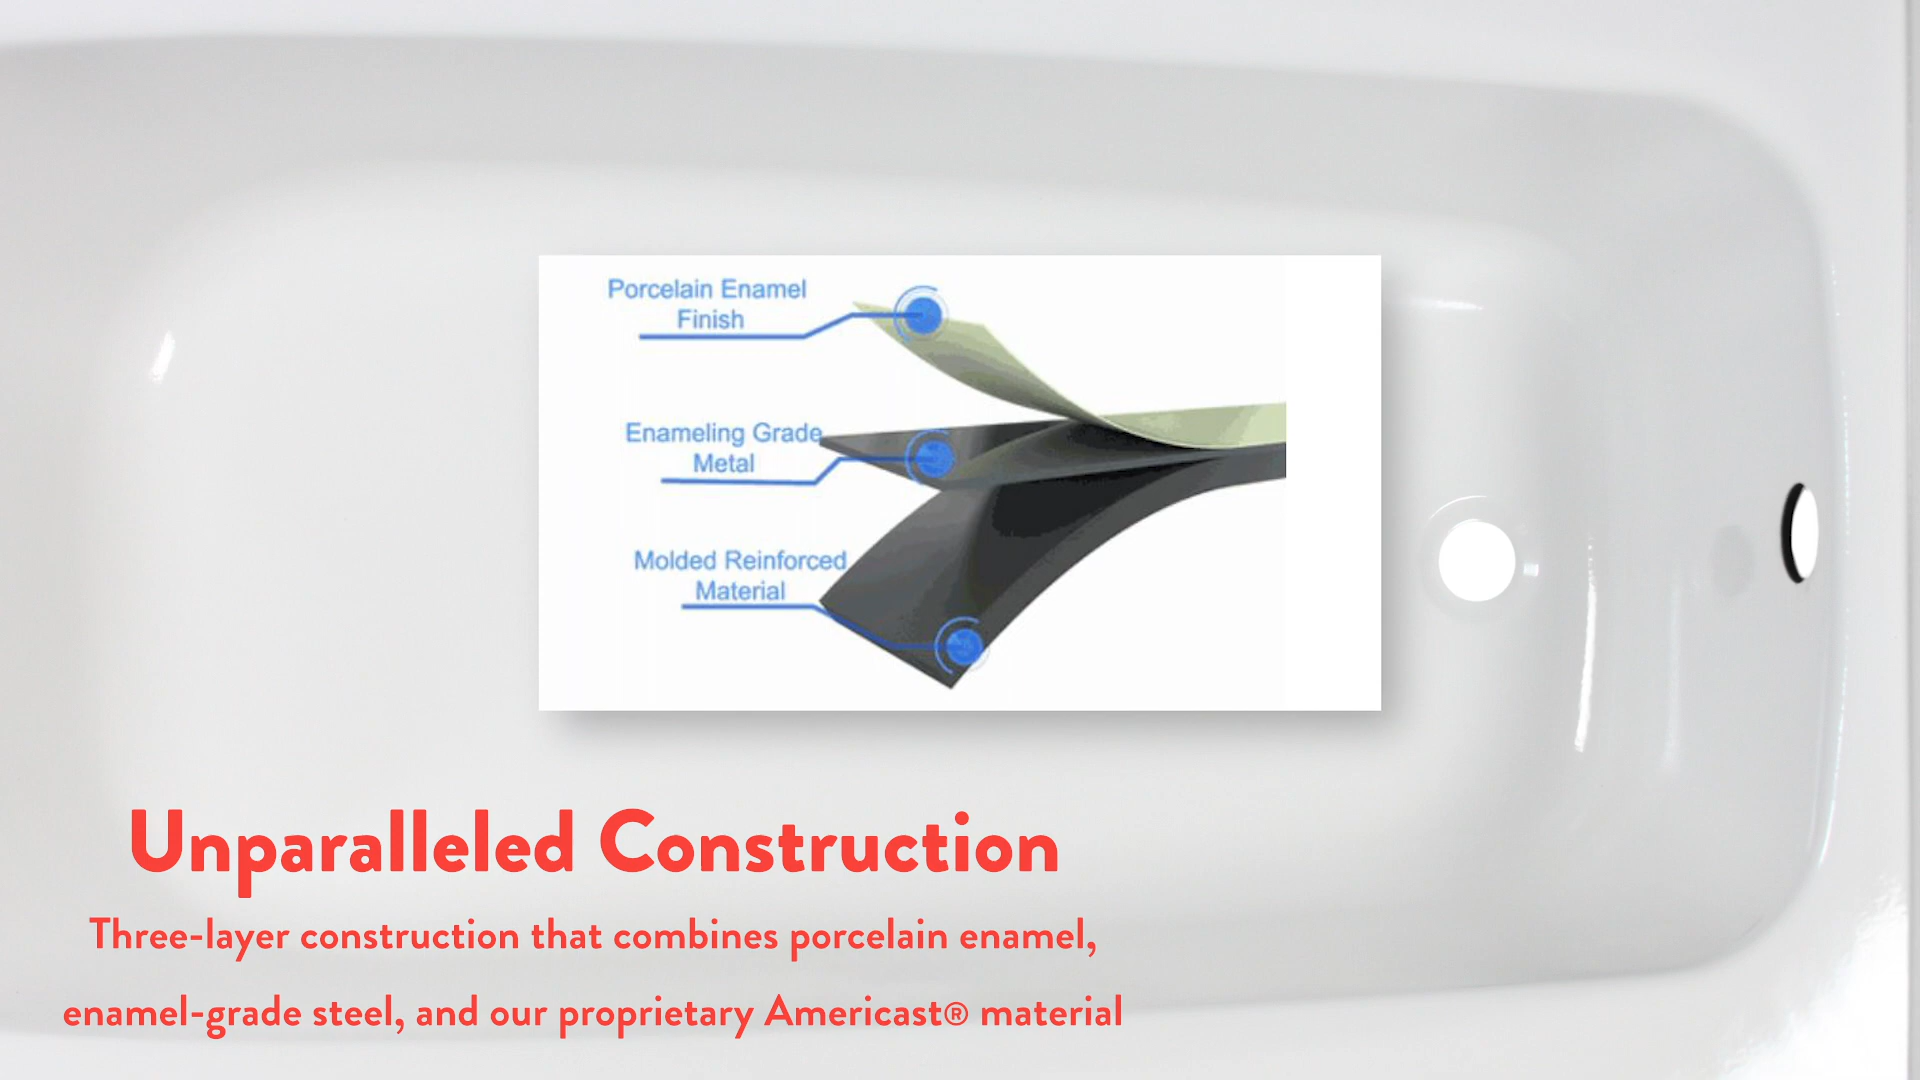 Porcelain Enamel
Finish
Enameling Grade
Metal
Molded Reinforced
Material
Unparalleled Construction
Three-layer construction that combines porcelain enamel,
enamel-grade steel, and our proprietary Americast® material